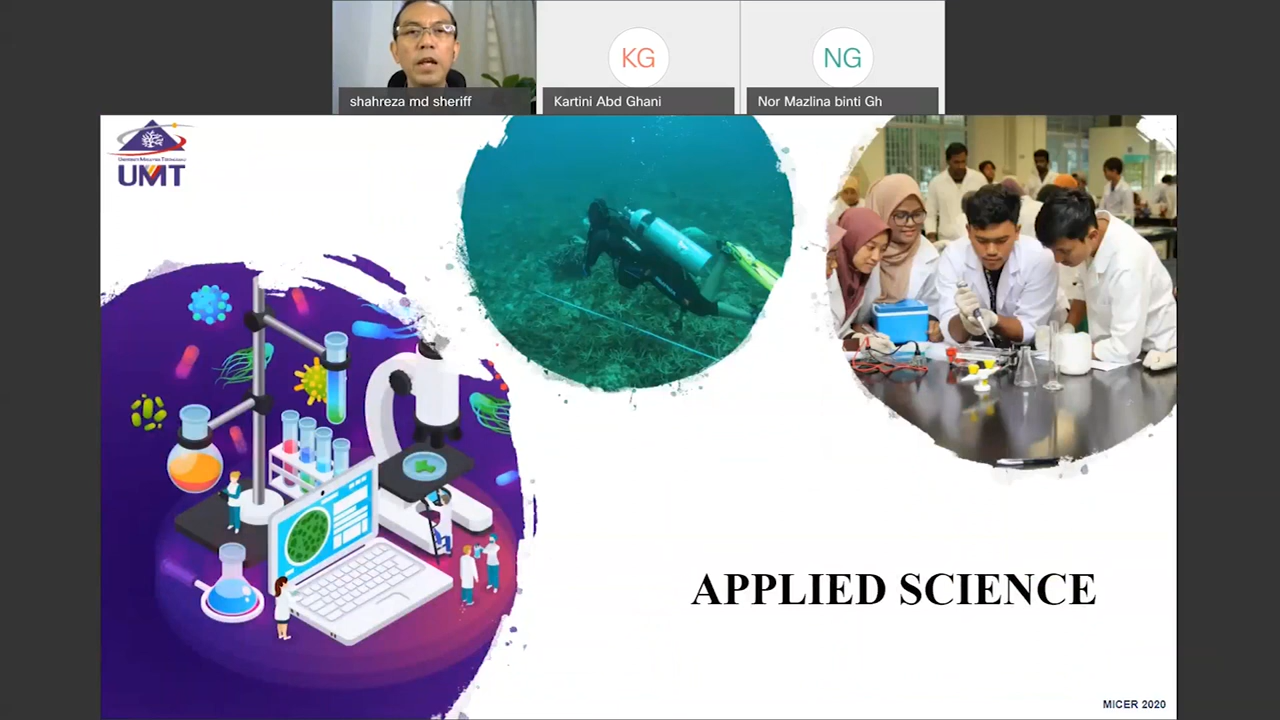 KG
NG
shahreza md sheriff
Kartini Abd Ghani
Nor Mazlina binti Gh
UMT
APPLIED SCIENCE
MICER 2020